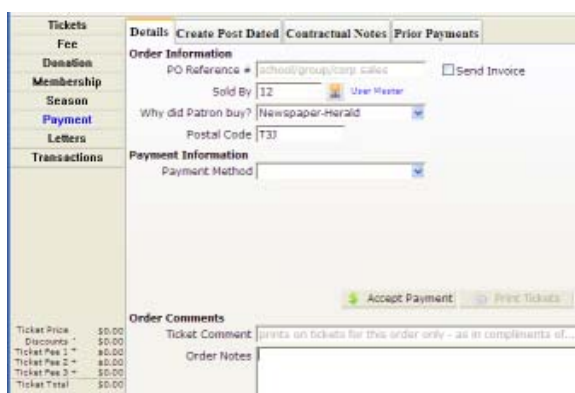 Tickets
Fee
Donation
Membership
Season
Payment
Letters
Transactions
Details Create Post Dated Contractual Notes Prior Payments
Order Information
PO Reference # school/group/corp sales Send Invoice
Sold By 12 User Master
Why did Patron buy? Newspaper-Herald
Postal Code T3J
Payment Information
Payment Method
Accept Payment Print Tickets
Order Comments
Ticket Comment prints on tickets for this order only - as in compliments of...
Order Notes
Ticket Price $0.00
Discounts - $0.00
Ticket Fee 1 + $0.00
Ticket Fee 2 + $0.00
Ticket Fee 3 + $0.00
Ticket Total $0.00